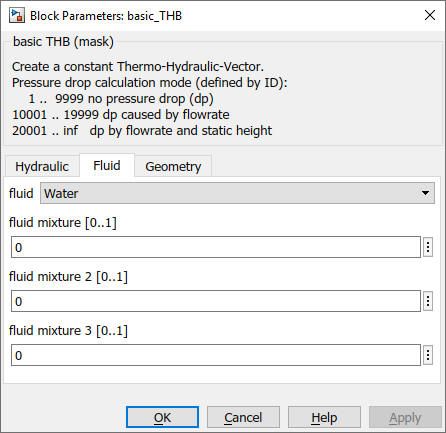 Block Parameters: basic_THB
basic THB (mask)
Create a constant Thermo-Hydraulic-Vector.
Pressure drop calculation mode (defined by ID):
1 .. 9999 no pressure drop (dp)
10001 .. 19999 dp caused by flowrate
20001 .. inf dp by flowrate and static height
Hydraulic Fluid Geometry
fluid Water
fluid mixture [0..1]
0
fluid mixture 2 [0..1]
0
fluid mixture 3 [0..1]
0
OK Cancel Help Apply